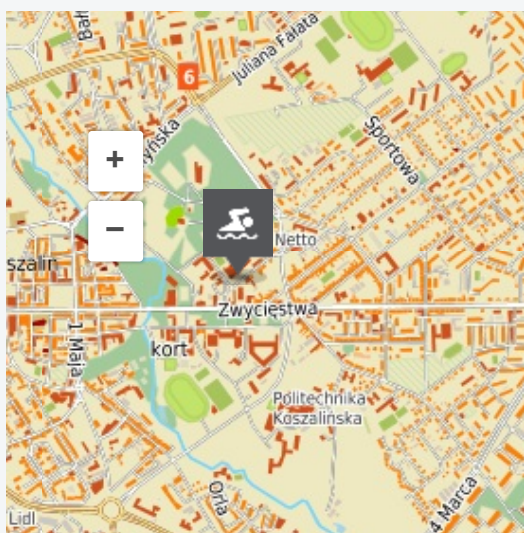 Juliana Fałata
6
Sportowa
+
Netto
−
szalin
Zwycięstwa
1 Maja
kort
Politechnika
Koszalińska
Orla
4 Marca
Lidl